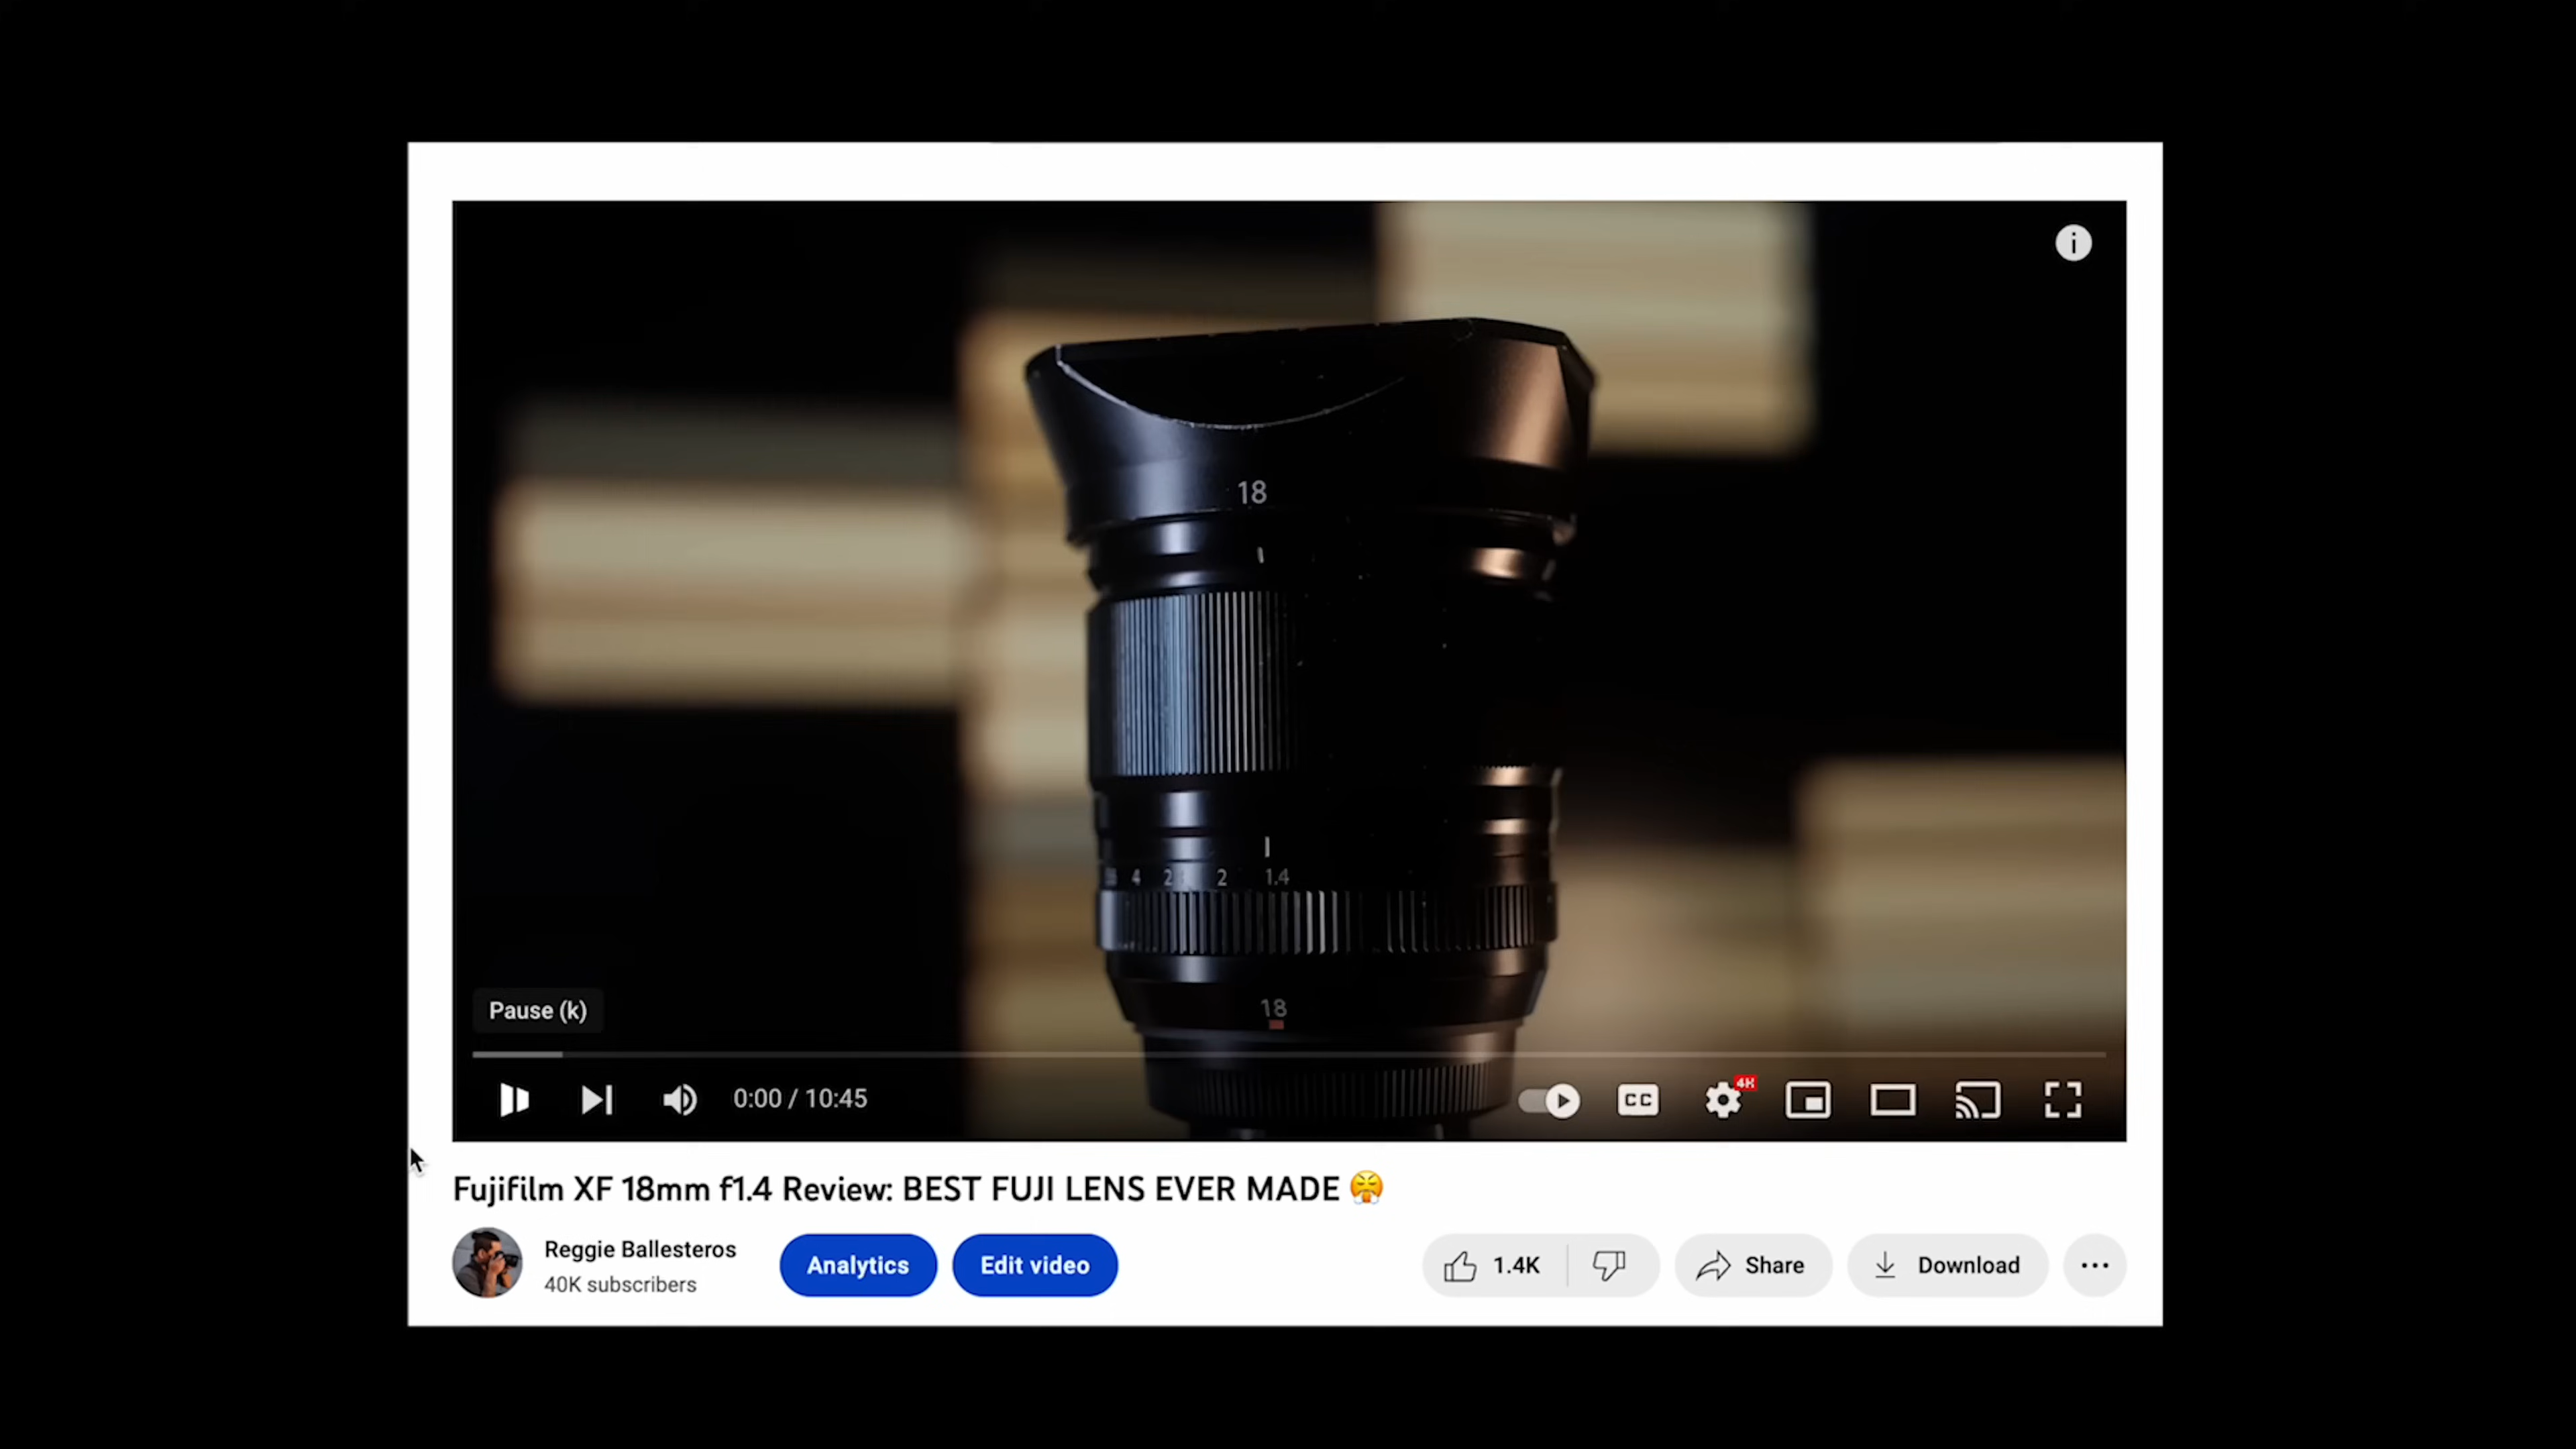 18
4 2 1.4
18
Pause (k)
0:00 / 10:45
CC
4K
Fujifilm XF 18mm f1.4 Review: BEST FUJI LENS EVER MADE 😤
Reggie Ballesteros
40K subscribers
Analytics
Edit video
1.4K
Share
Download